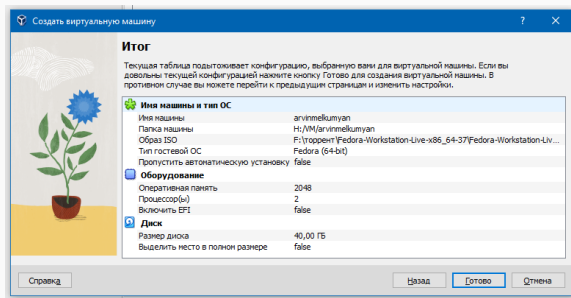 Создать виртуальную машину
Итог
Текущая таблица подытоживает конфигурацию, выбранную вами для виртуальной машины. Если вы
довольны текущей конфигурацией нажмите кнопку Готово для создания виртуальной машины. В
противном случае вы можете перейти к предыдущим страницам и изменить настройки.
Имя машины и тип ОС
Имя машины arvinmelkumyan
Папка машины H:/VM/arvinmelkumyan
Образ ISO F:\торрент\Fedora-Workstation-Live-x86_64-37\Fedora-Workstation-Liv...
Тип гостевой ОС Fedora (64-bit)
Пропустить автоматическую установку false
Оборудование
Оперативная память 2048
Процессор(ы) 2
Включить EFI false
Диск
Размер диска 40,00 ГБ
Выделить место в полном размере false
Справка Назад Готово Отмена